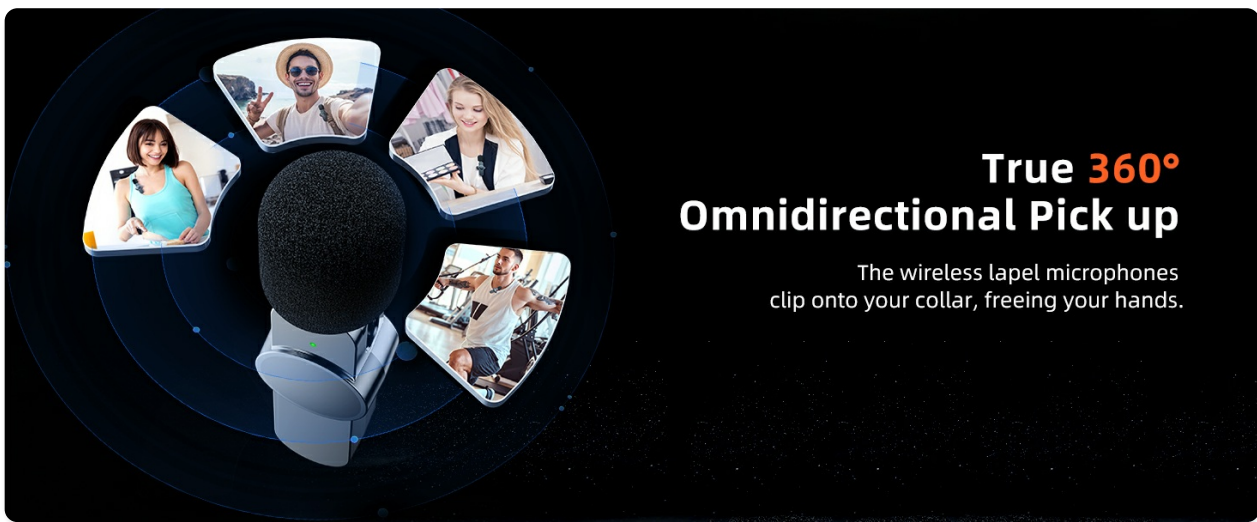 True 360°
Omnidirectional Pick up
The wireless lapel microphones
clip onto your collar, freeing your hands.